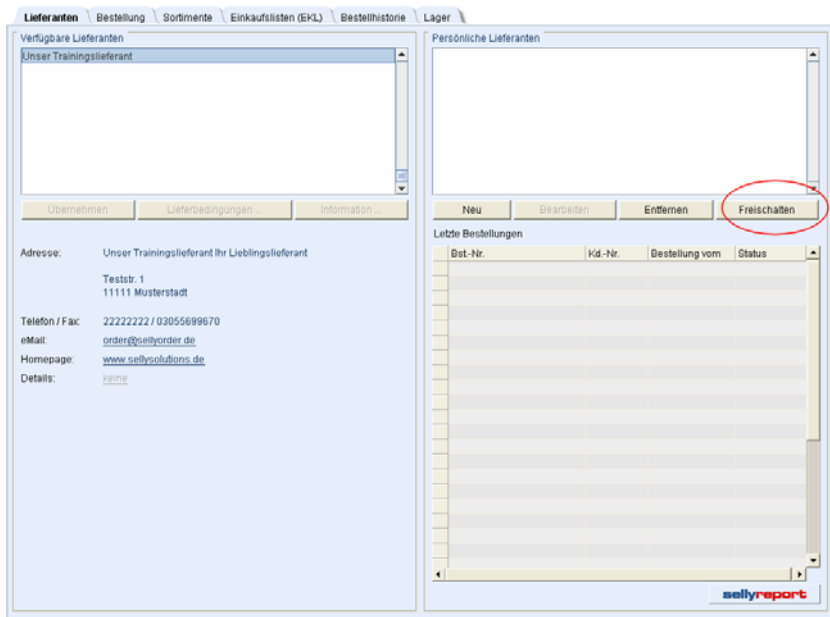 Lieferanten Bestellung Sortimente Einkaufslisten (EKL) Bestellhistorie Lager
Verfügbare Lieferanten
Unser Trainingslieferant
Übernehmen Lieferbedingungen ... Information ...
Adresse: Unser Trainingslieferant Ihr Lieblingslieferant
Teststr. 1
11111 Musterstadt
Telefon / Fax: 22222222 / 03055699670
eMail: order@sellyorder.de
Homepage: www.sellysolutions.de
Details: keine
Persönliche Lieferanten
Neu Bearbeiten Entfernen Freischalten
Letzte Bestellungen
Bst.-Nr. Kd.-Nr. Bestellung vom Status
sellyreport